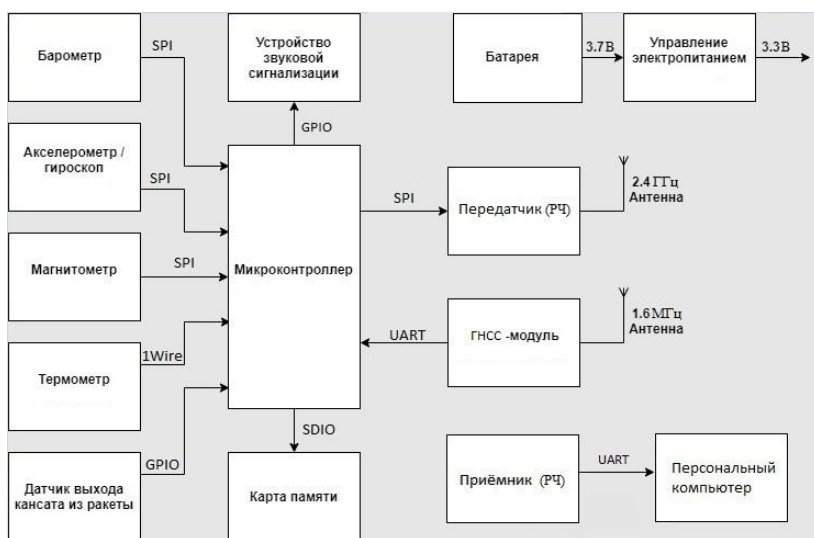 Барометр
SPI
Устройство
звуковой
сигнализации
Батарея
3.7В
Управление
электропитанием
3.3В
GPIO
Акселерометр /
гироскоп
SPI
Передатчик (РЧ)
SPI
2.4 ГГц
Антенна
Магнитометр
SPI
Микроконтроллер
UART
ГНСС -модуль
1.6 МГц
Антенна
Термометр
1Wire
SDIO
Датчик выхода
кансата из ракеты
GPIO
Карта памяти
Приёмник (РЧ)
UART
Персональный
компьютер